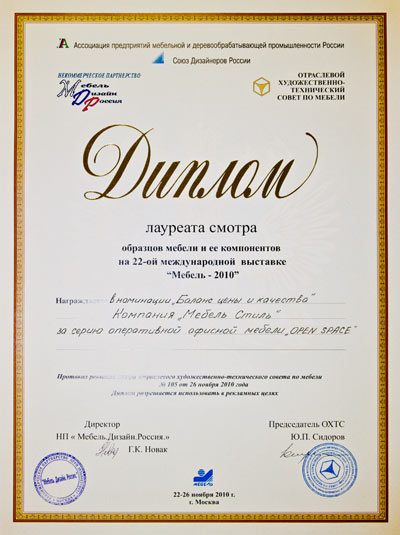 Ассоциация предприятий мебельной и деревообрабатывающей промышленности России
Союз Дизайнеров России
НЕКОММЕРЧЕСКОЕ ПАРТНЕРСТВО
Мебель
Дизайн
Россия
ОТРАСЛЕВОЙ
ХУДОЖЕСТВЕННО-
ТЕХНИЧЕСКИЙ
СОВЕТ ПО МЕБЕЛИ
Диплом
лауреата смотра
образцов мебели и ее компонентов
на 22-ой международной выставке
“Мебель - 2010”
в номинации „Баланс цены и качества"
Компания „Мебель Стиль"
за серию оперативной офисной мебели „OPEN SPACE"
Протокол художественно-технического совета по мебели
№ 105 от 26 ноября 2010 года
Диплом разрешается использовать в рекламных целях
Директор
НП « Мебель.Дизайн.Россия.»
Г.К. Новак
Председатель ОХТС
Ю.П. Сидоров
"Мебель. Дизайн. Россия."
МЕБЕЛЬ
22-26 ноября 2010 г.
г. Москва